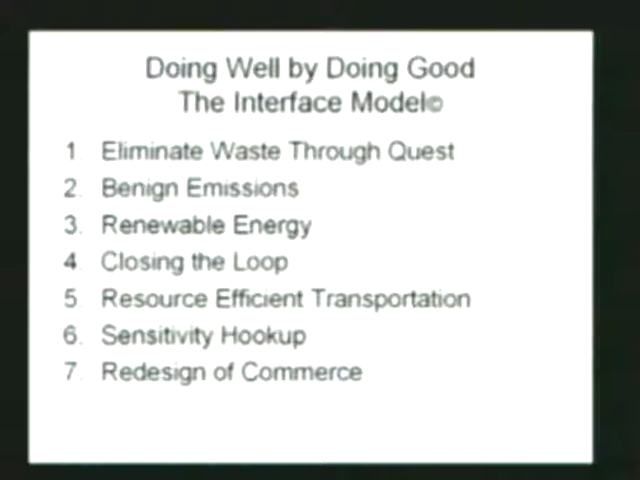 Doing Well by Doing Good
The Interface Model©
1. Eliminate Waste Through Quest
2. Benign Emissions
3. Renewable Energy
4. Closing the Loop
5. Resource Efficient Transportation
6. Sensitivity Hookup
7. Redesign of Commerce